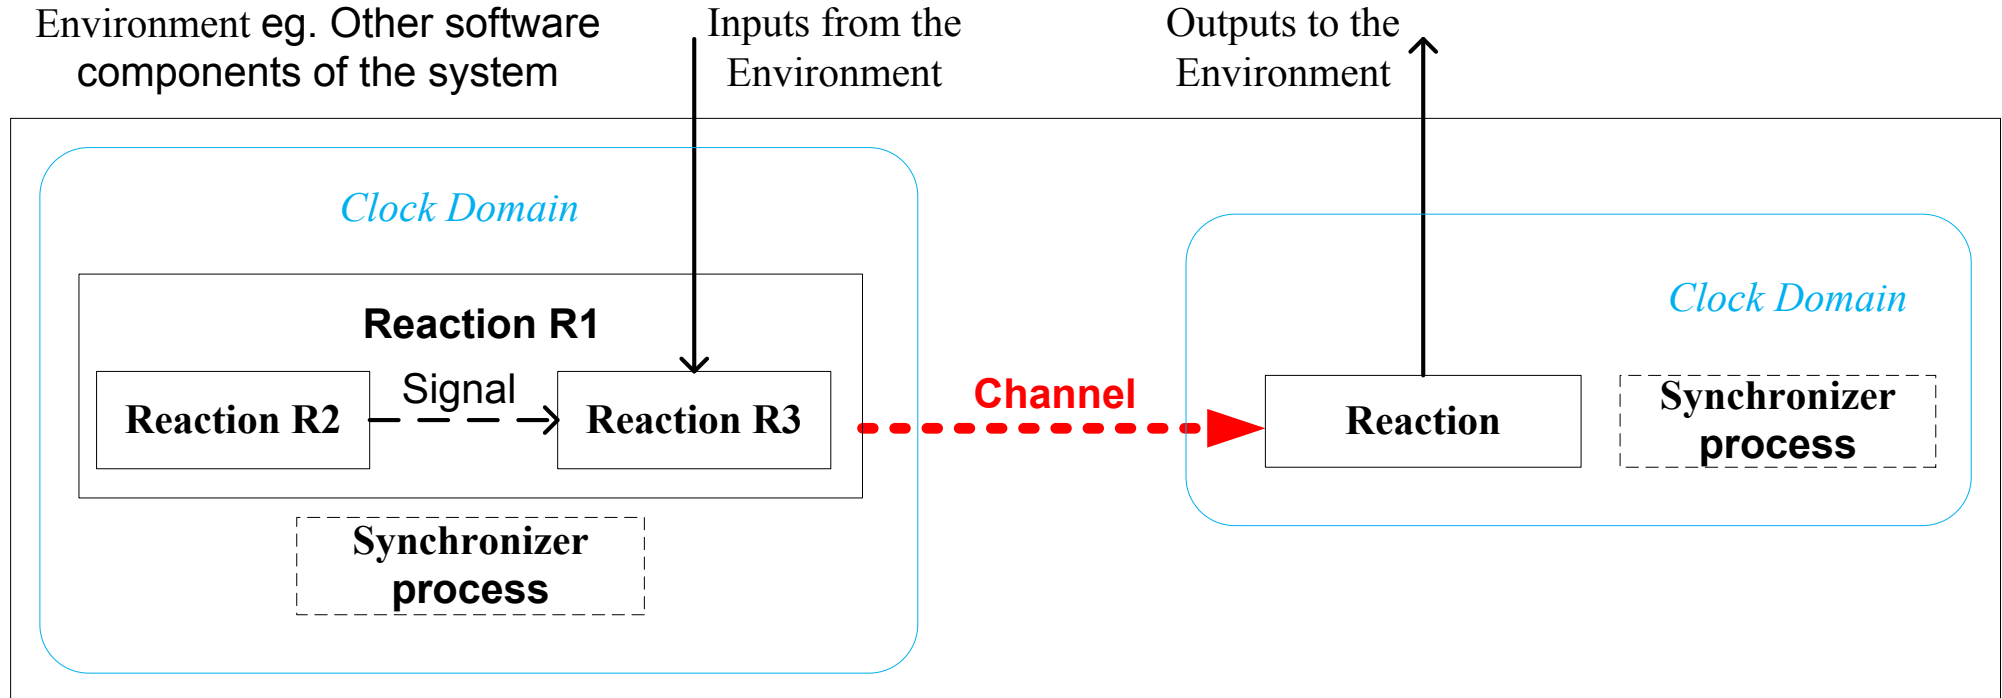 Environment eg. Other software
components of the system
Inputs from the
Environment
Outputs to the
Environment
Clock Domain
Reaction R1
Reaction R2
Signal
Reaction R3
Synchronizer
process
Channel
Clock Domain
Reaction
Synchronizer
process